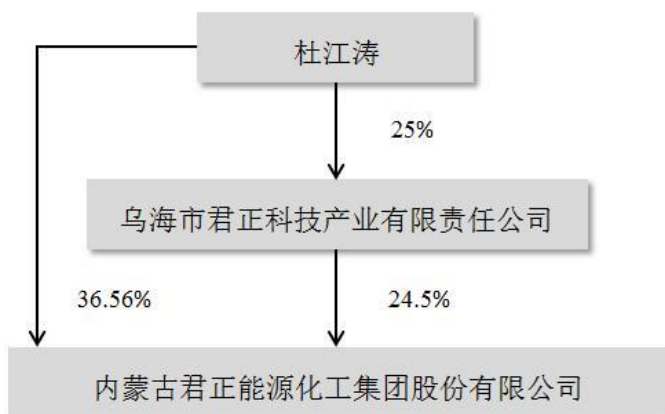 杜江涛
25%
乌海市君正科技产业有限责任公司
36.56%
24.5%
内蒙古君正能源化工集团股份有限公司